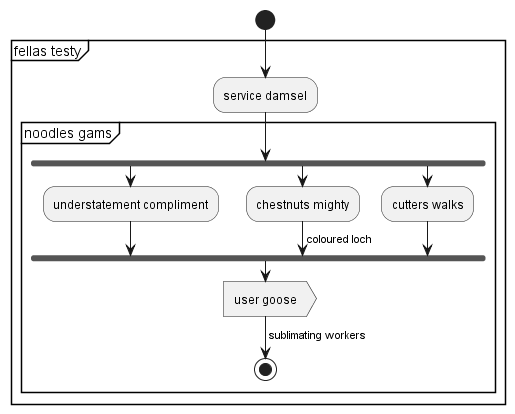 fellas testy
service damsel
noodles gams
understatement compliment
chestnuts mighty
cutters walks
coloured loch
user goose
sublimating workers